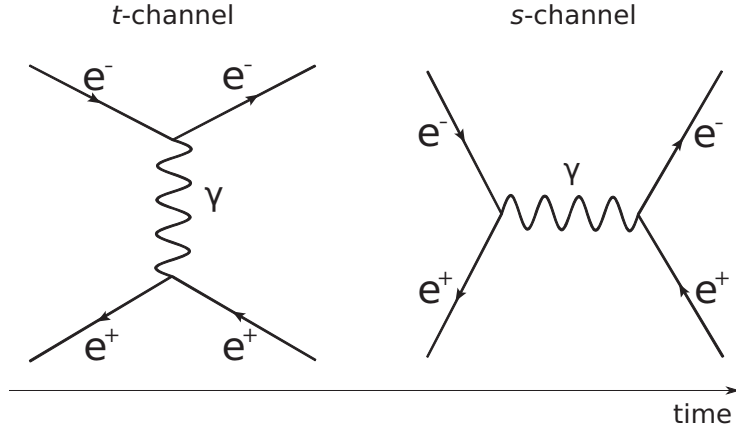 t-channel
s-channel
e⁻ e⁻
γ
e⁺ e⁺
e⁻ e⁻
γ
e⁺ e⁺
time